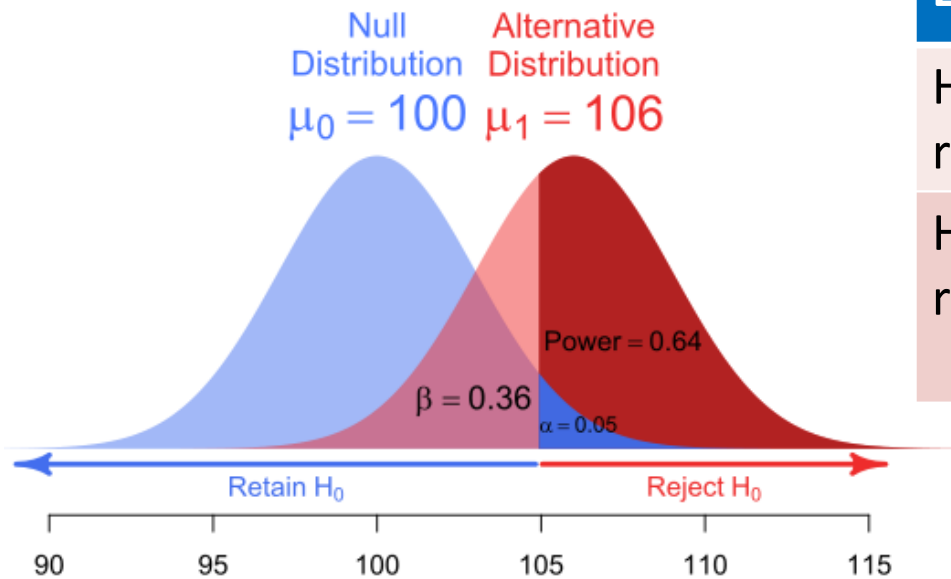 Null
Distribution
μ₀ = 100
Alternative
Distribution
μ₁ = 106
H
r
H
r
Power = 0.64
β = 0.36
α = 0.05
Retain H₀
Reject H₀
90 95 100 105 110 115